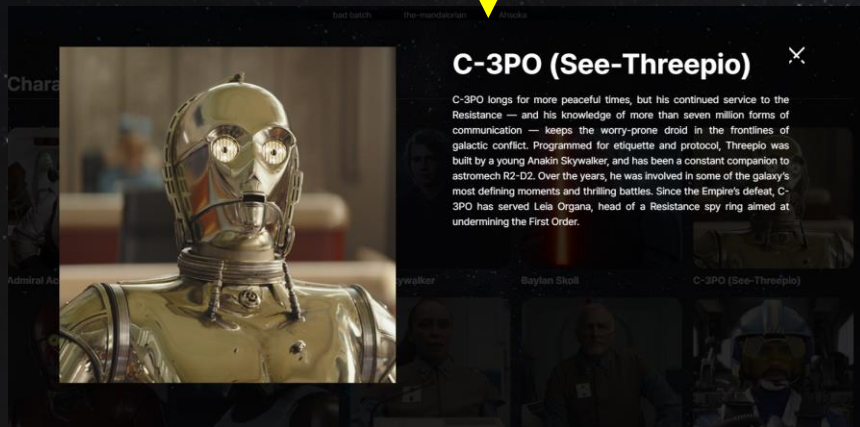 bad batch the-mandalorian Ahsoka
C-3PO (See-Threepio)
Chara
C-3PO longs for more peaceful times, but his continued service to the
Resistance — and his knowledge of more than seven million forms of
communication — keeps the worry-prone droid in the frontlines of
galactic conflict. Programmed for etiquette and protocol, Threepio was
built by a young Anakin Skywalker, and has been a constant companion to
astromech R2-D2. Over the years, he was involved in some of the galaxy's
most defining moments and thrilling battles. Since the Empire's defeat, C-
3PO has served Leia Organa, head of a Resistance spy ring aimed at
undermining the First Order.
Admiral Ac ywalker Baylan Skoll C-3PO (See-Threepio)